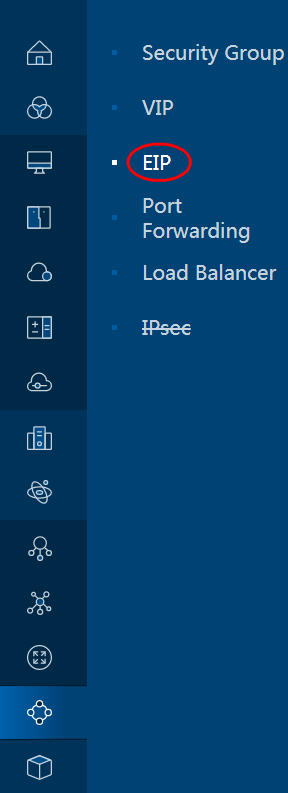 Security Group
VIP
EIP
Port
Forwarding
Load Balancer
IPsec